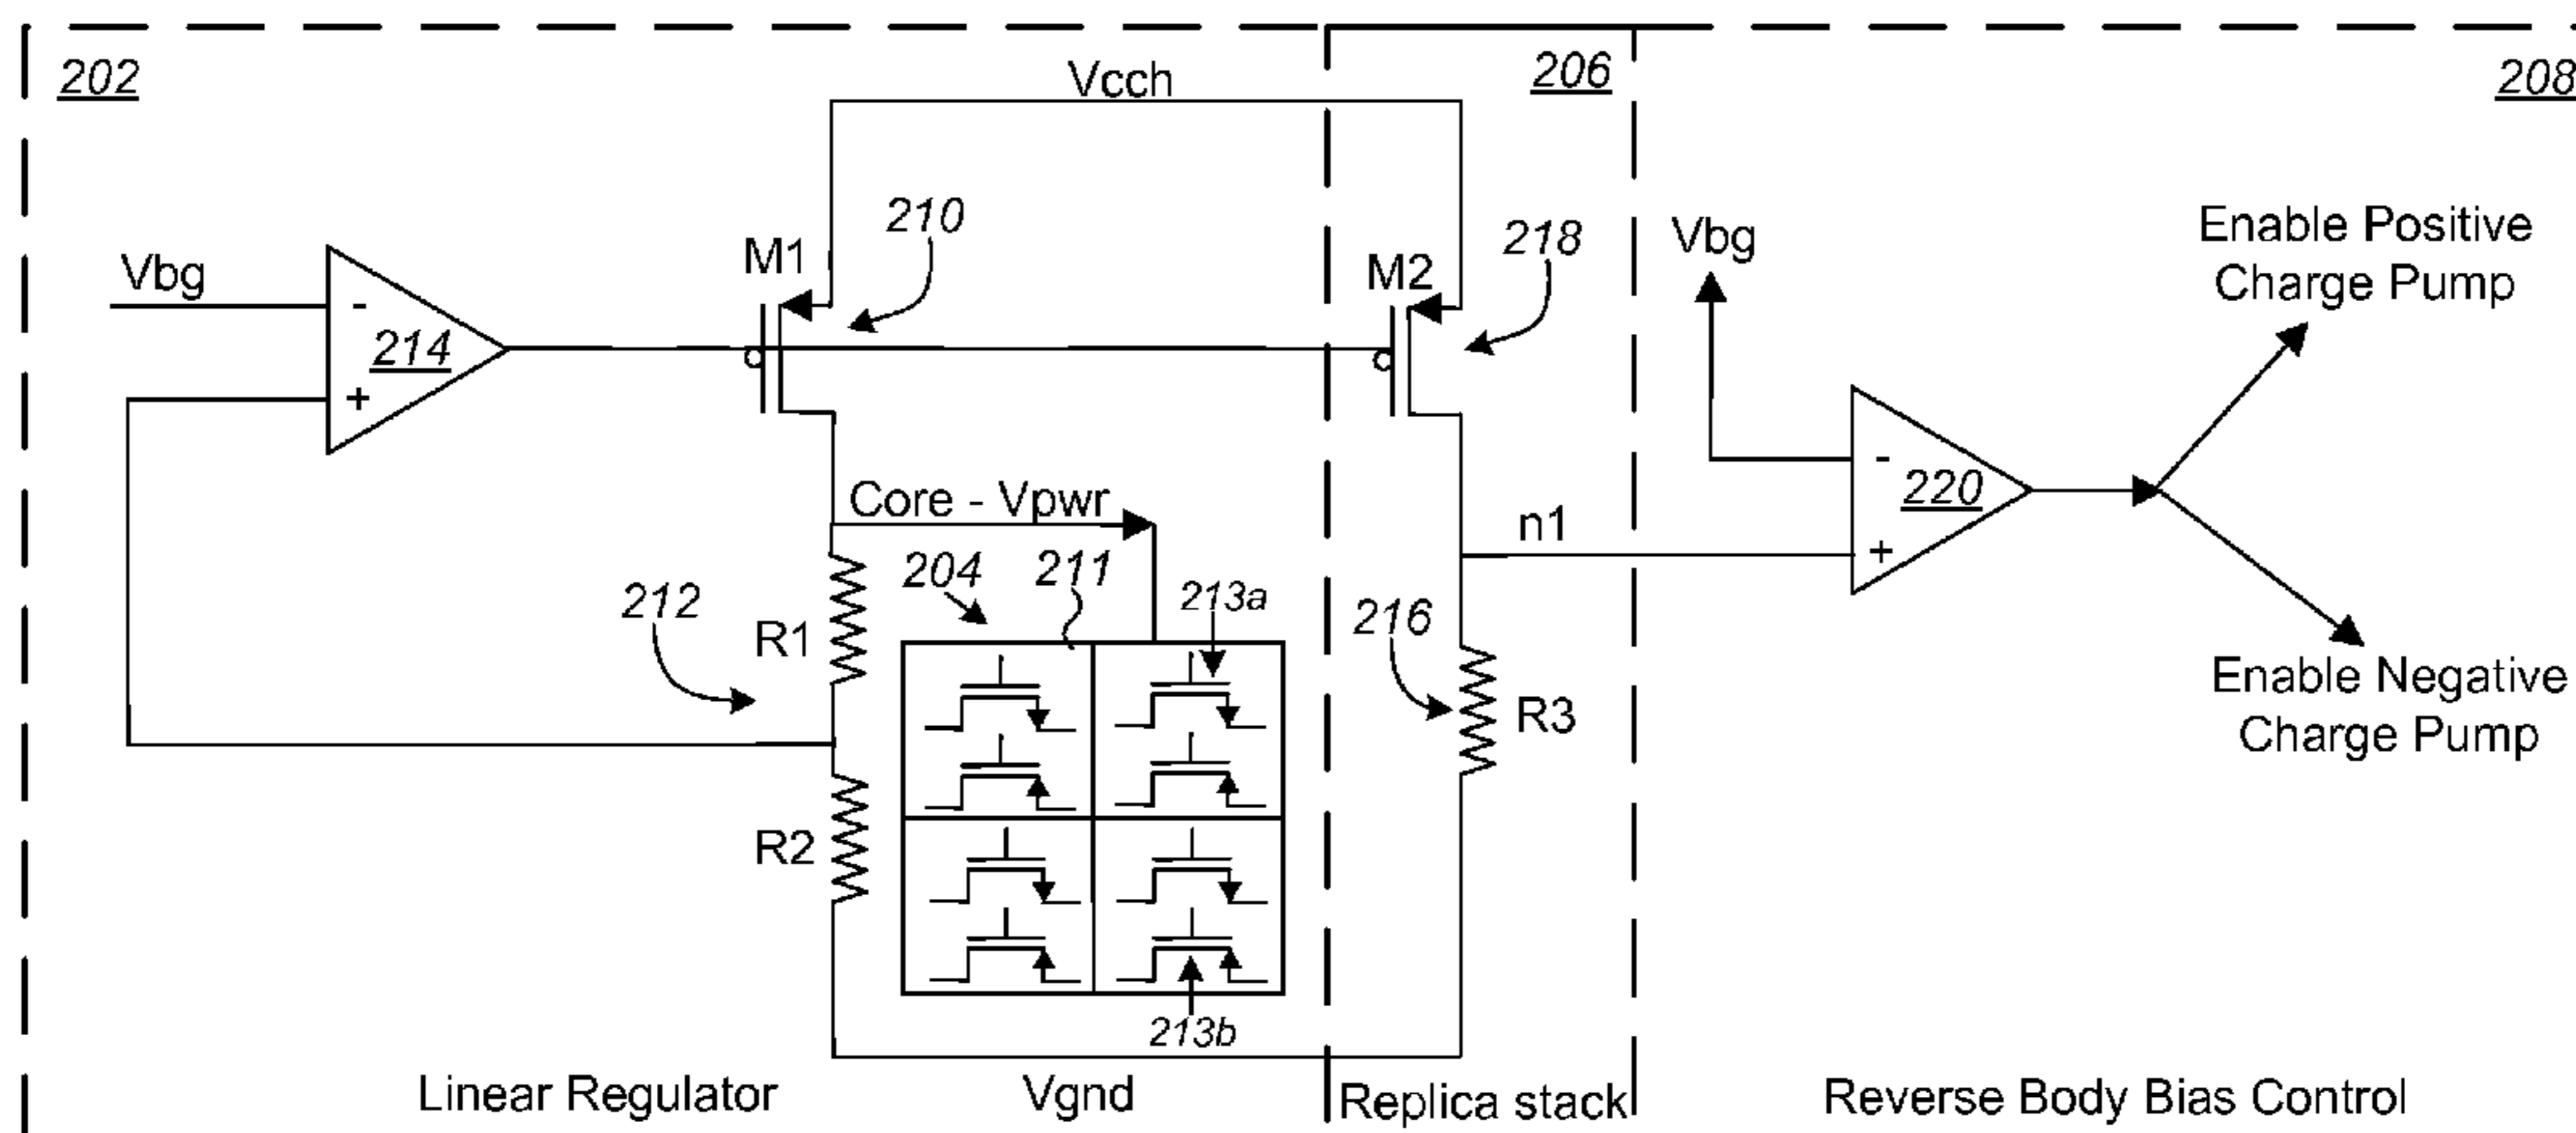 202
Vcch
206
208
210
218
Vbg
M1
M2
Vbg
Enable Positive
Charge Pump
-
214
+
Core - Vpwr
-
220
+
n1
204
211
213a
212
R1
216
R3
Enable Negative
Charge Pump
R2
213b
Linear Regulator
Vgnd
Replica stack
Reverse Body Bias Control